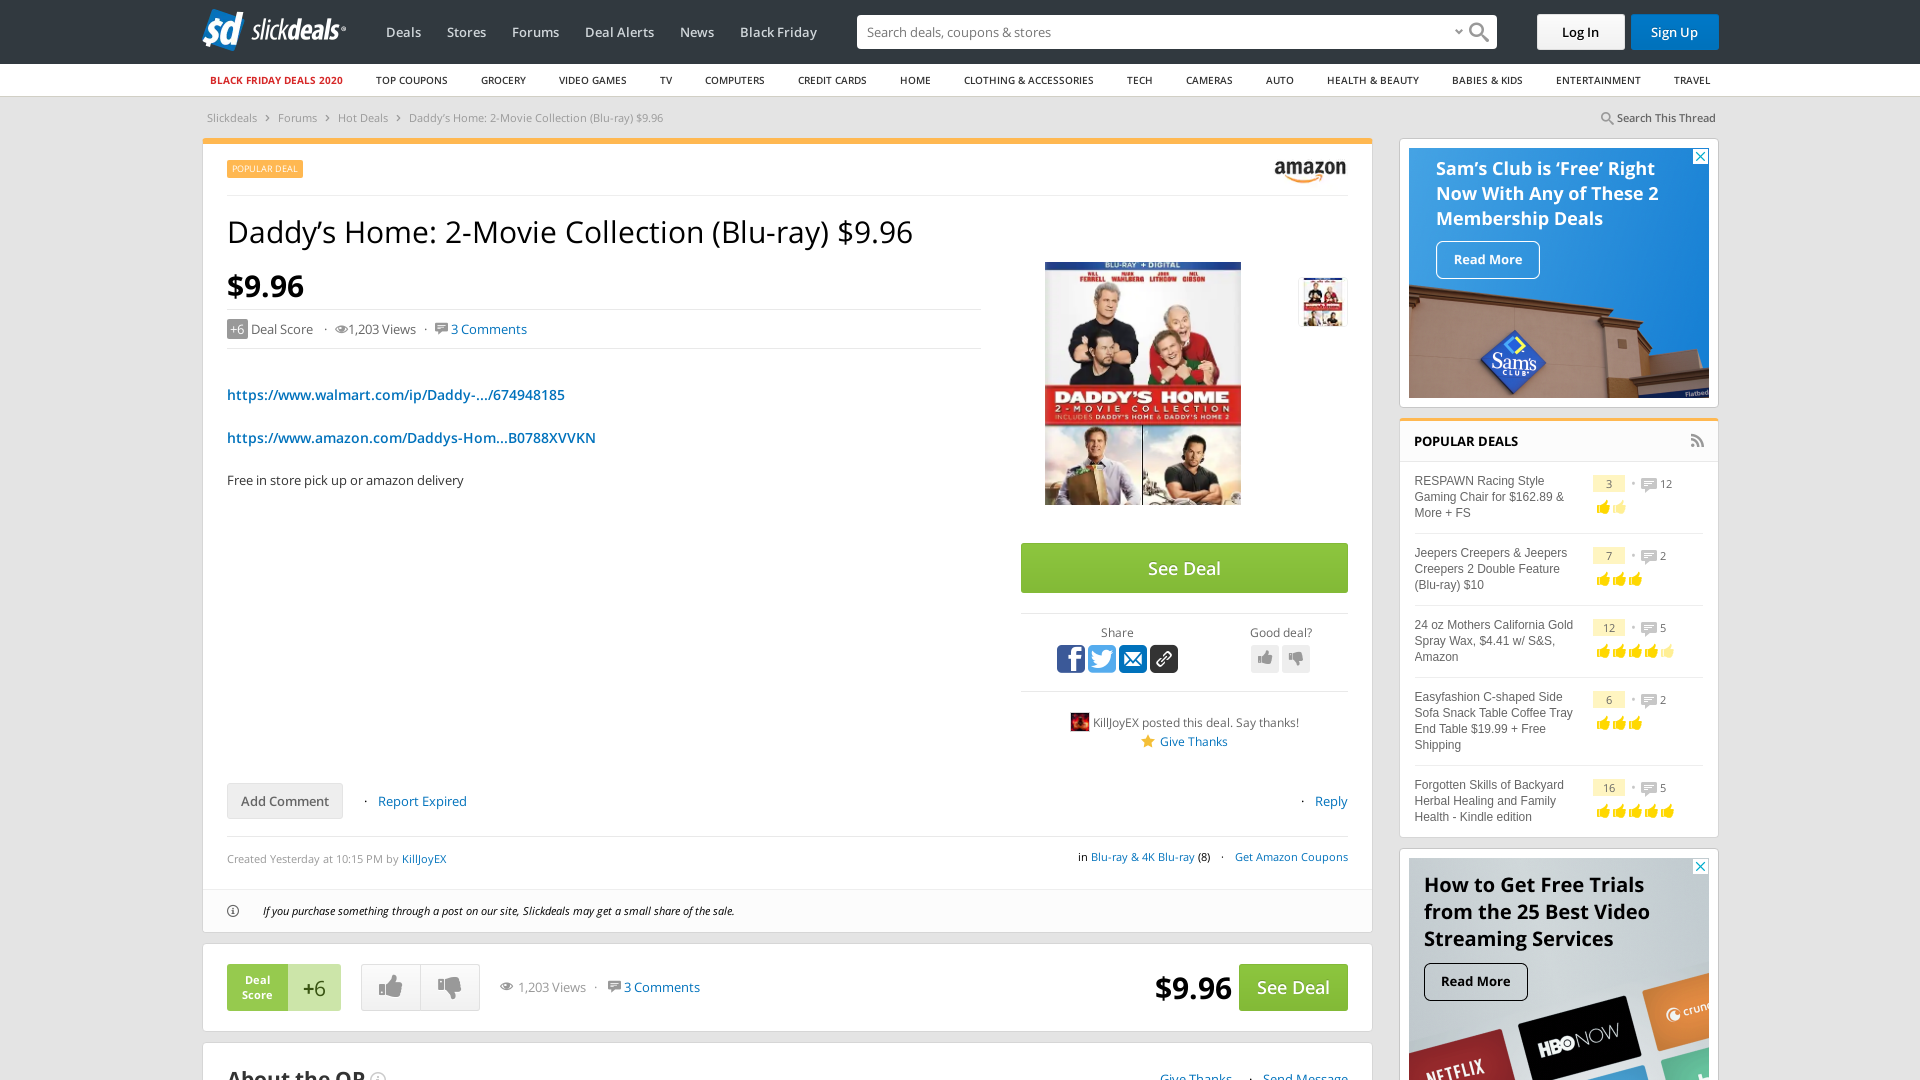 slickdeals
Deals
Stores
Forums
Deal Alerts
News
Black Friday
Search deals, coupons & stores
Log In
Sign Up
BLACK FRIDAY DEALS 2020
TOP COUPONS
GROCERY
VIDEO GAMES
TV
COMPUTERS
CREDIT CARDS
HOME
CLOTHING & ACCESSORIES
TECH
CAMERAS
AUTO
HEALTH & BEAUTY
BABIES & KIDS
ENTERTAINMENT
TRAVEL
Slickdeals › Forums › Hot Deals › Daddy's Home: 2-Movie Collection (Blu-ray) $9.96
Search This Thread
POPULAR DEAL
amazon
Daddy’s Home: 2-Movie Collection (Blu-ray) $9.96
$9.96
+6 Deal Score · 1,203 Views · 3 Comments
https://www.walmart.com/ip/Daddy-.../674948185
https://www.amazon.com/Daddys-Hom...B0788XVVKN
Free in store pick up or amazon delivery
BLU-RAY + DIGITAL
WILL FERRELL MARK WAHLBERG JOHN LITHGOW MEL GIBSON
DADDY'S HOME
2-MOVIE COLLECTION
INCLUDES DADDY'S HOME & DADDY'S HOME 2
See Deal
Share
Good deal?
KillJoyEX posted this deal. Say thanks!
Give Thanks
Add Comment
· Report Expired
· Reply
Created Yesterday at 10:15 PM by KillJoyEX
in Blu-ray & 4K Blu-ray (8) · Get Amazon Coupons
If you purchase something through a post on our site, Slickdeals may get a small share of the sale.
Deal Score
+6
1,203 Views · 3 Comments
$9.96
See Deal
About the OP
Give Thanks · Send Message
Sam’s Club is ‘Free’ Right
Now With Any of These 2
Membership Deals
Read More
Sam's
CLUB
POPULAR DEALS
RESPAWN Racing Style
Gaming Chair for $162.89 &
More + FS
3 · 12
Jeepers Creepers & Jeepers
Creepers 2 Double Feature
(Blu-ray) $10
7 · 2
24 oz Mothers California Gold
Spray Wax, $4.41 w/ S&S,
Amazon
12 · 5
Easyfashion C-shaped Side
Sofa Snack Table Coffee Tray
End Table $19.99 + Free
Shipping
6 · 2
Forgotten Skills of Backyard
Herbal Healing and Family
Health - Kindle edition
16 · 5
How to Get Free Trials
from the 25 Best Video
Streaming Services
Read More
crunc
HBO NOW
NETFLIX